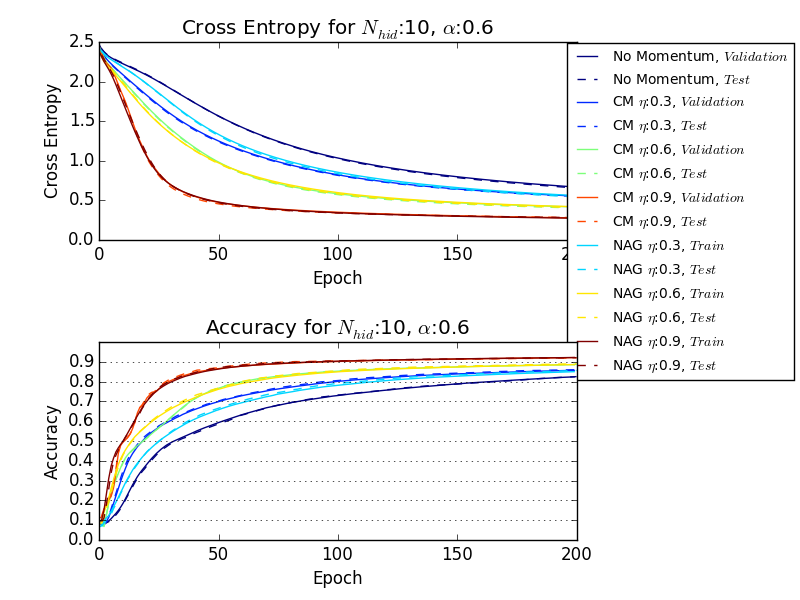 Cross Entropy for N_hid:10, α:0.6
2.5
2.0
1.5
1.0
0.5
0.0
Cross Entropy
0 50 100 150 2
Epoch
No Momentum, Validation
No Momentum, Test
CM η:0.3, Validation
CM η:0.3, Test
CM η:0.6, Validation
CM η:0.6, Test
CM η:0.9, Validation
CM η:0.9, Test
NAG η:0.3, Train
NAG η:0.3, Test
NAG η:0.6, Train
NAG η:0.6, Test
NAG η:0.9, Train
NAG η:0.9, Test
Accuracy for N_hid:10, α:0.6
0.9
0.8
0.7
0.6
0.5
0.4
0.3
0.2
0.1
0.0
Accuracy
0 50 100 150 200
Epoch